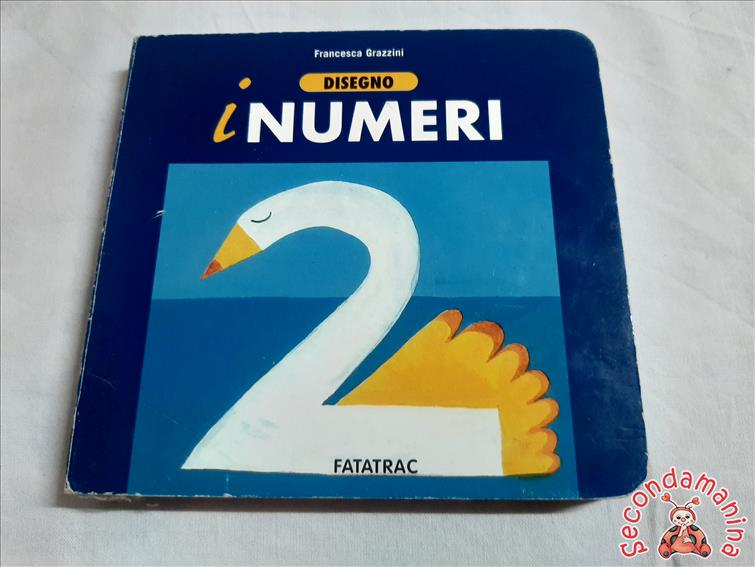 Francesca Grazzini
DISEGNO
i NUMERI
FATATRAC
Secondamanina